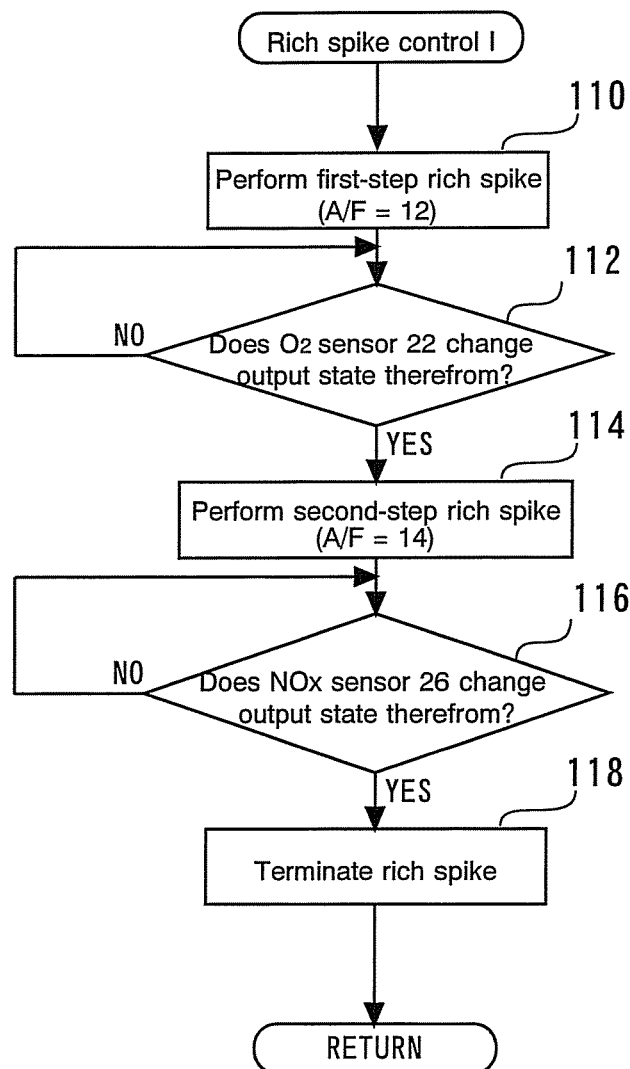 Rich spike control I
110
Perform first-step rich spike
(A/F = 12)
112
Does O2 sensor 22 change
output state therefrom?
NO
YES
114
Perform second-step rich spike
(A/F = 14)
116
Does NOx sensor 26 change
output state therefrom?
NO
YES
118
Terminate rich spike
RETURN